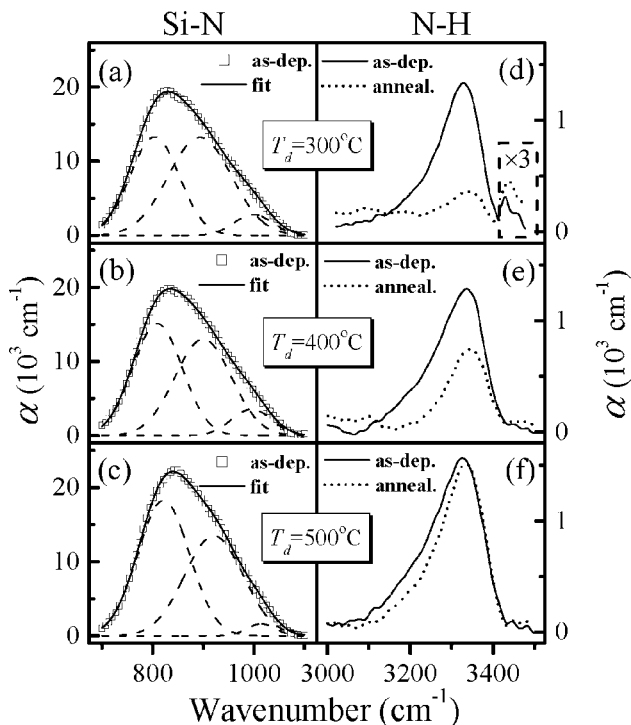 Si-N N-H
(a) as-dep. as-dep. (d)
20 fit anneal.
1
T_d=300°C ×3
10
0 0
(b) as-dep. as-dep. (e)
20 fit anneal.
1
T_d=400°C
10
0 0
(c) as-dep. as-dep. (f)
20 fit anneal.
1
T_d=500°C
10
0 0
800 1000 3000 3200 3400
Wavenumber (cm⁻¹)
α (10³ cm⁻¹)
α (10³ cm⁻¹)